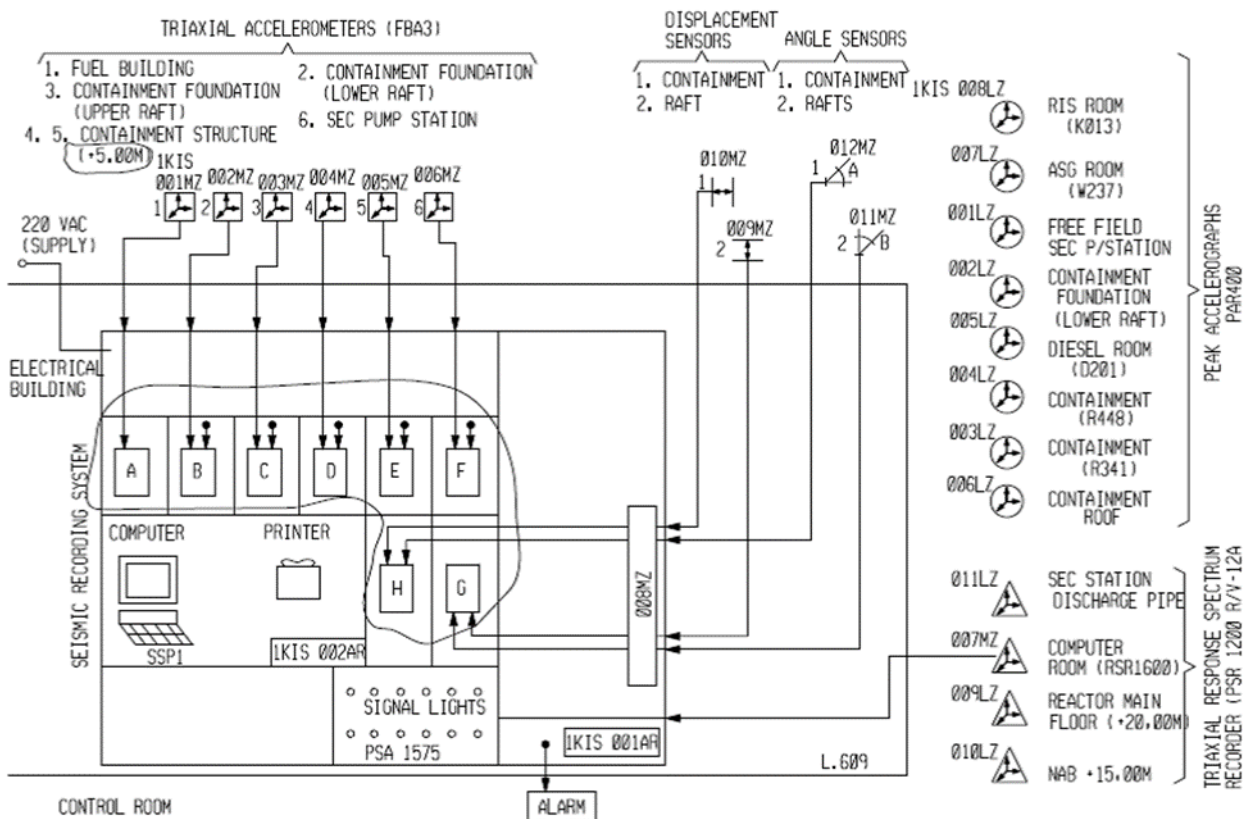 TRIAXIAL ACCELEROMETERS (FBA3)
1. FUEL BUILDING
2. CONTAINMENT FOUNDATION
(LOWER RAFT)
3. CONTAINMENT FOUNDATION
(UPPER RAFT)
6. SEC PUMP STATION
4. 5. CONTAINMENT STRUCTURE
(+5.00M)
1KIS
001MZ 002MZ 003MZ 004MZ 005MZ 006MZ
1 2 3 4 5 6
220 VAC
(SUPPLY)
DISPLACEMENT
SENSORS
1. CONTAINMENT
2. RAFT
ANGLE SENSORS
1. CONTAINMENT
2. RAFTS
010MZ
1
009MZ
2
012MZ
1 A
011MZ
2 B
ELECTRICAL
BUILDING
SEISMIC RECORDING SYSTEM
A B C D E F
COMPUTER
PRINTER
H G
SSP1
1KIS 002AR
008MZ
SIGNAL LIGHTS
PSA 1575
1KIS 001AR
L.609
CONTROL ROOM
ALARM
1KIS 008LZ
RIS ROOM
(K013)
007LZ
ASG ROOM
(W237)
001LZ
FREE FIELD
SEC P/STATION
002LZ
CONTAINMENT
FOUNDATION
(LOWER RAFT)
005LZ
DIESEL ROOM
(D201)
004LZ
CONTAINMENT
(R448)
003LZ
CONTAINMENT
(R341)
006LZ
CONTAINMENT
ROOF
PEAK ACCELEROGRAPHS
PAR400
011LZ
SEC STATION
DISCHARGE PIPE
007MZ
COMPUTER
ROOM (RSR1600)
009LZ
REACTOR MAIN
FLOOR (+20.00M)
010LZ
NAB +15.00M
TRIAXIAL RESPONSE SPECTRUM
RECORDER (PSR 1200 R/V-12A